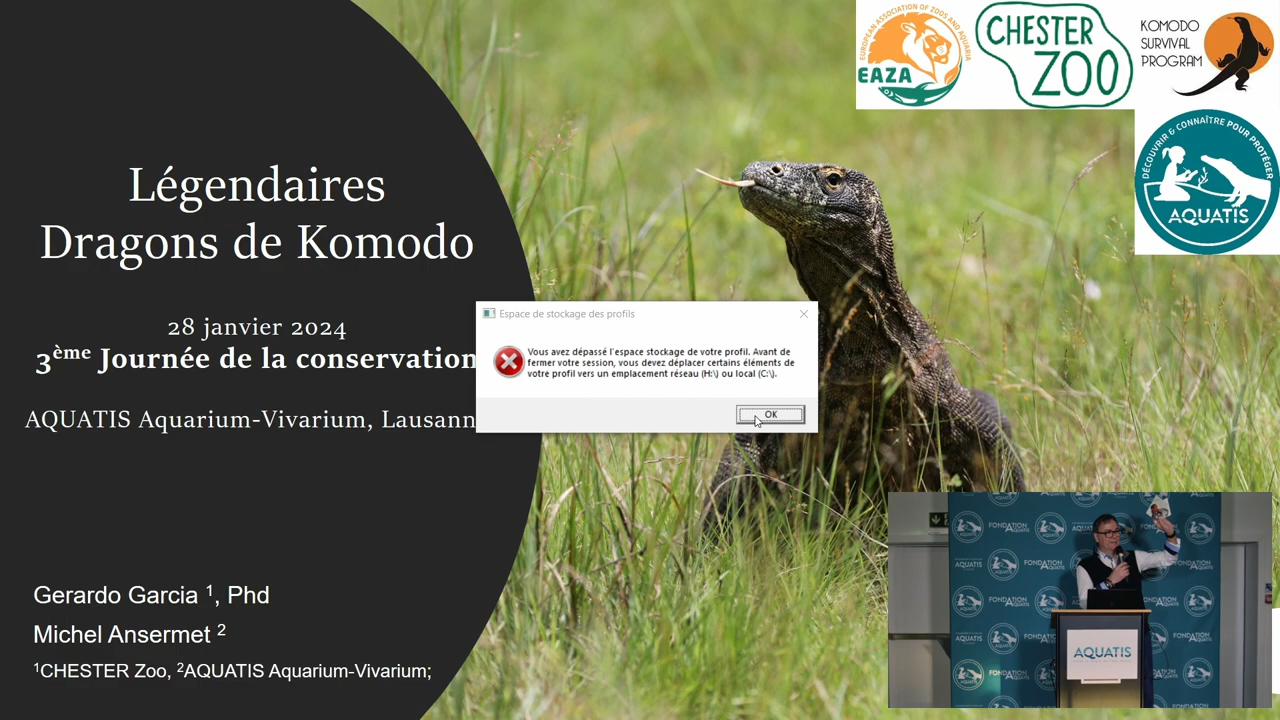 Légendaires
Dragons de Komodo
28 janvier 2024
3ème Journée de la conservation
AQUATIS Aquarium-Vivarium, Lausann
Gerardo Garcia 1, Phd
Michel Ansermet 2
1CHESTER Zoo, 2AQUATIS Aquarium-Vivarium;
EUROPEAN ASSOCIATION OF ZOOS AND AQUARIA
EAZA
CHESTER
ZOO
KOMODO
SURVIVAL
PROGRAM
DÉCOUVRIR & CONNAÎTRE POUR PROTÉGER
AQUATIS
Espace de stockage des profils
Vous avez dépassé l'espace stockage de votre profil. Avant de
fermer votre session, vous devez déplacer certains éléments de
votre profil vers un emplacement réseau (H:\) ou local (C:\).
OK
FONDATION
AQUATIS
AQUATIS